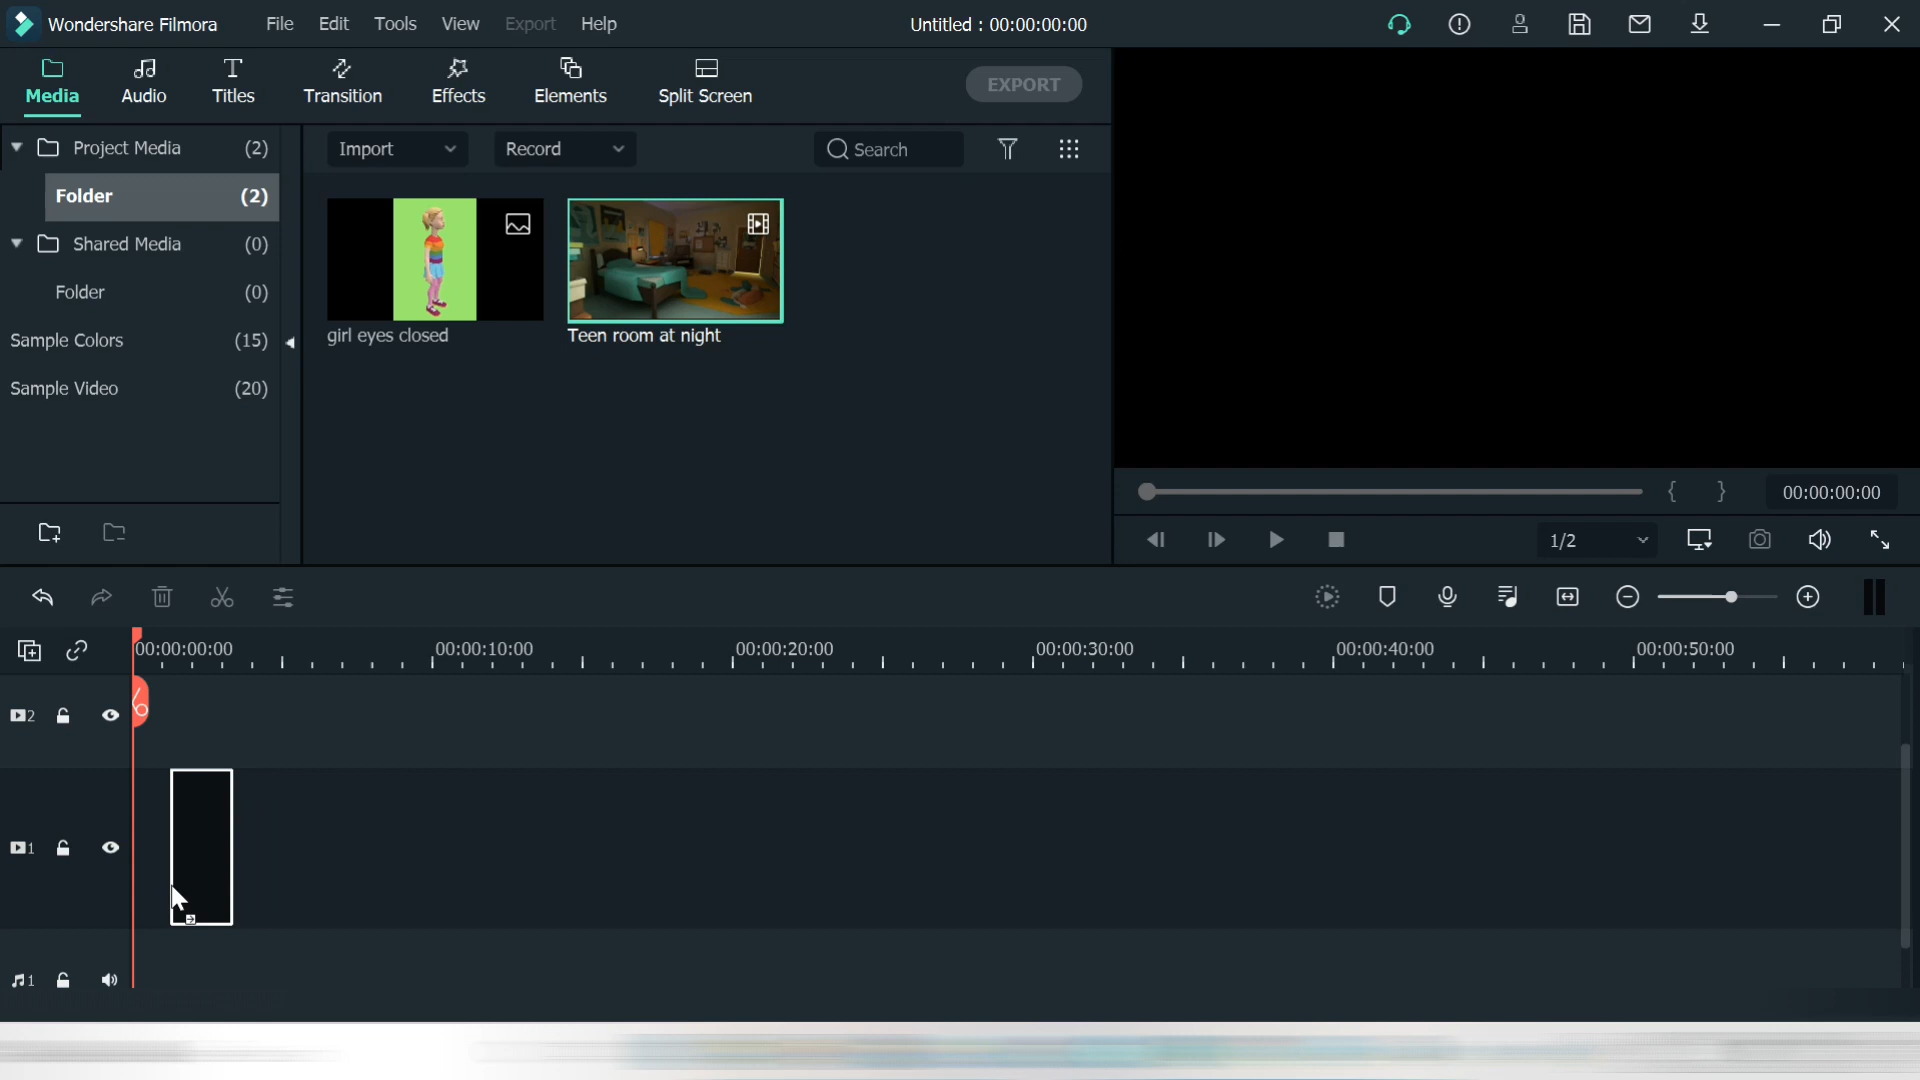 Wondershare Filmora File Edit Tools View Export Help Untitled : 00:00:00:00
Media Audio Titles Transition Effects Elements Split Screen EXPORT
Project Media (2)
Folder (2)
Shared Media (0)
Folder (0)
Sample Colors (15)
Sample Video (20)
Import Record Search
girl eyes closed Teen room at night
00:00:00:00
1/2
00:00:00:00 00:00:10:00 00:00:20:00 00:00:30:00 00:00:40:00 00:00:50:00
2
1
1